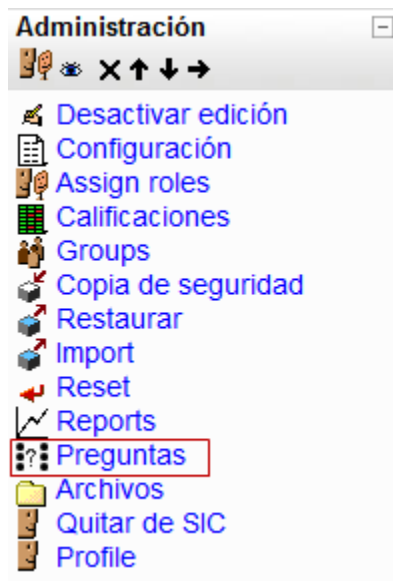 Administración
Desactivar edición
Configuración
Assign roles
Calificaciones
Groups
Copia de seguridad
Restaurar
Import
Reset
Reports
Preguntas
Archivos
Quitar de SIC
Profile